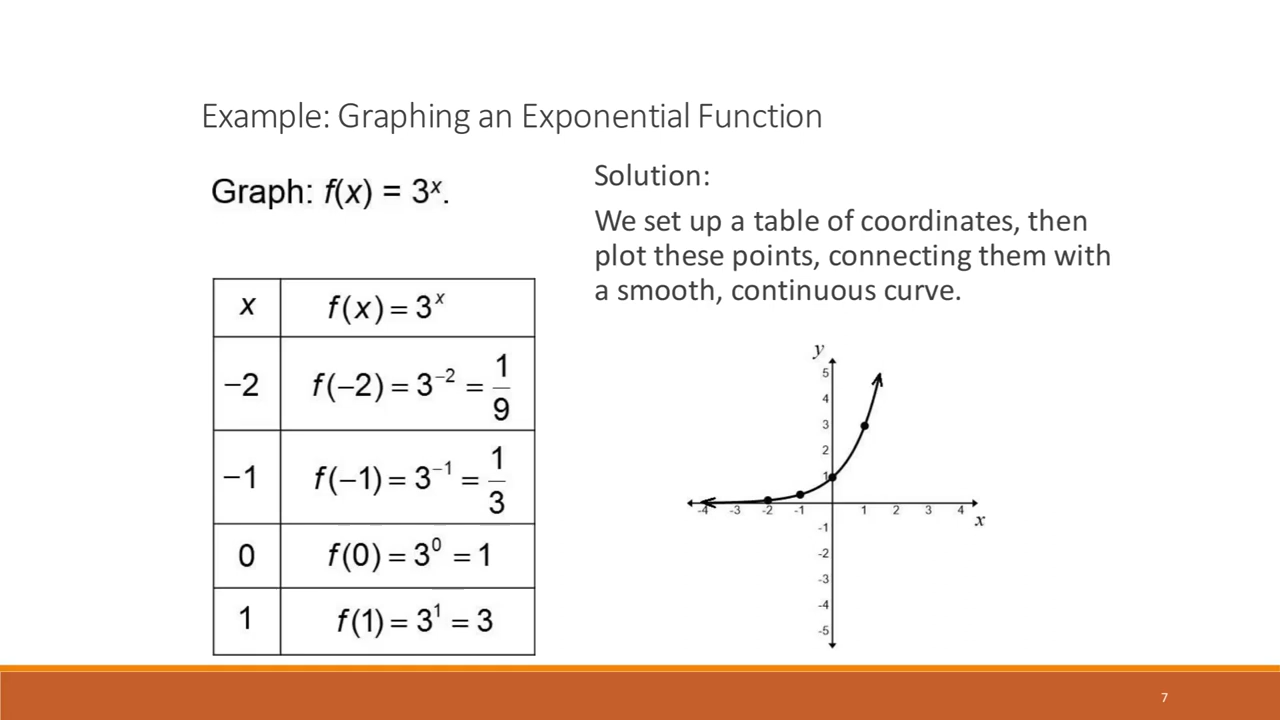 Example: Graphing an Exponential Function
Graph: f(x) = 3ˣ.
Solution:
We set up a table of coordinates, then
plot these points, connecting them with
a smooth, continuous curve.
x f(x) = 3ˣ
−2 f(−2) = 3⁻² = 1/9
−1 f(−1) = 3⁻¹ = 1/3
0 f(0) = 3⁰ = 1
1 f(1) = 3¹ = 3
y
5
4
3
2
1
-4 -3 -2 -1 1 2 3 4
x
-1
-2
-3
-4
-5
7